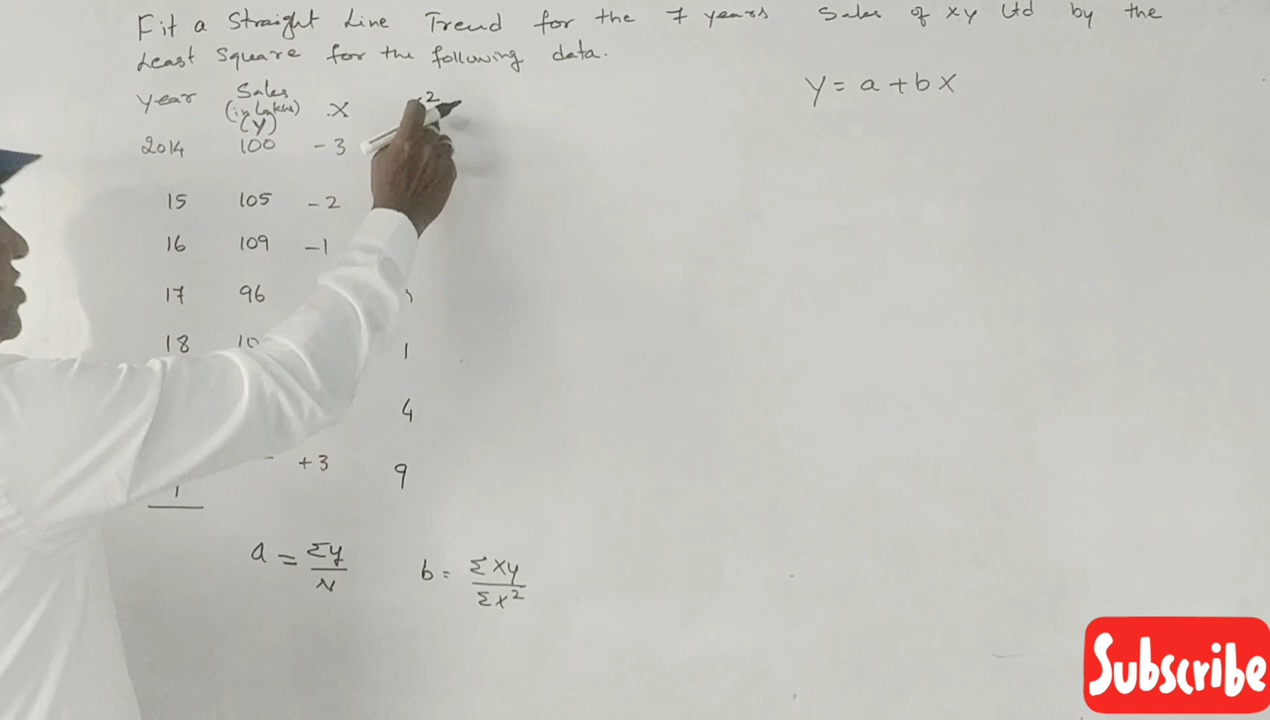 Fit a Straight Line Trend for the 7 years Sales of xy Ltd by the
Least Square for the following data.
Y = a + b X
Year Sales (in Lakhs) (Y) X 2
2014 100 - 3
15 105 - 2
16 109 - 1
17 96
18 1
4
+ 3 9
a = Σy / N b = Σxy / Σx²
Subscribe